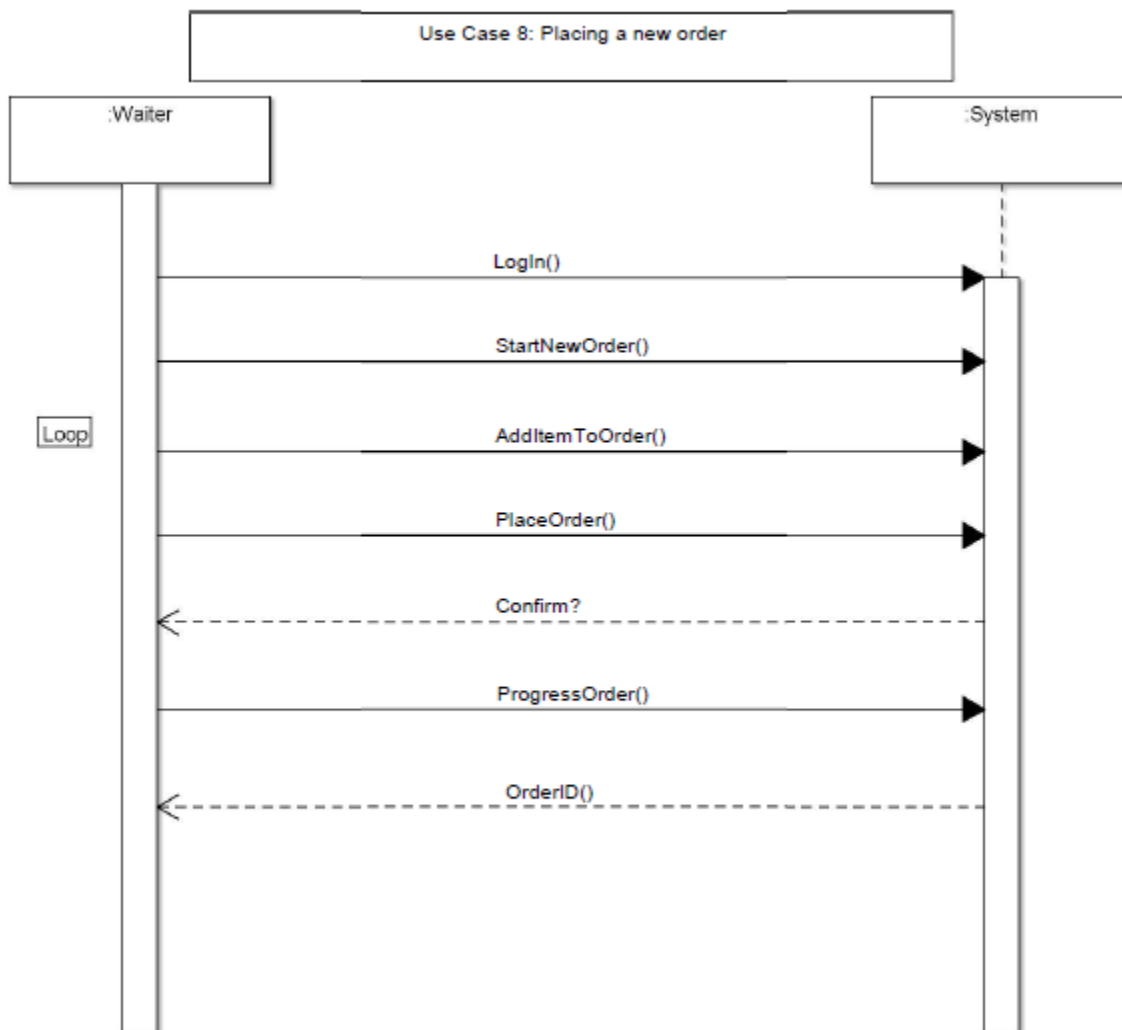 Use Case 8: Placing a new order
:Waiter
:System
LogIn()
StartNewOrder()
Loop
AddItemToOrder()
PlaceOrder()
Confirm?
ProgressOrder()
OrderID()